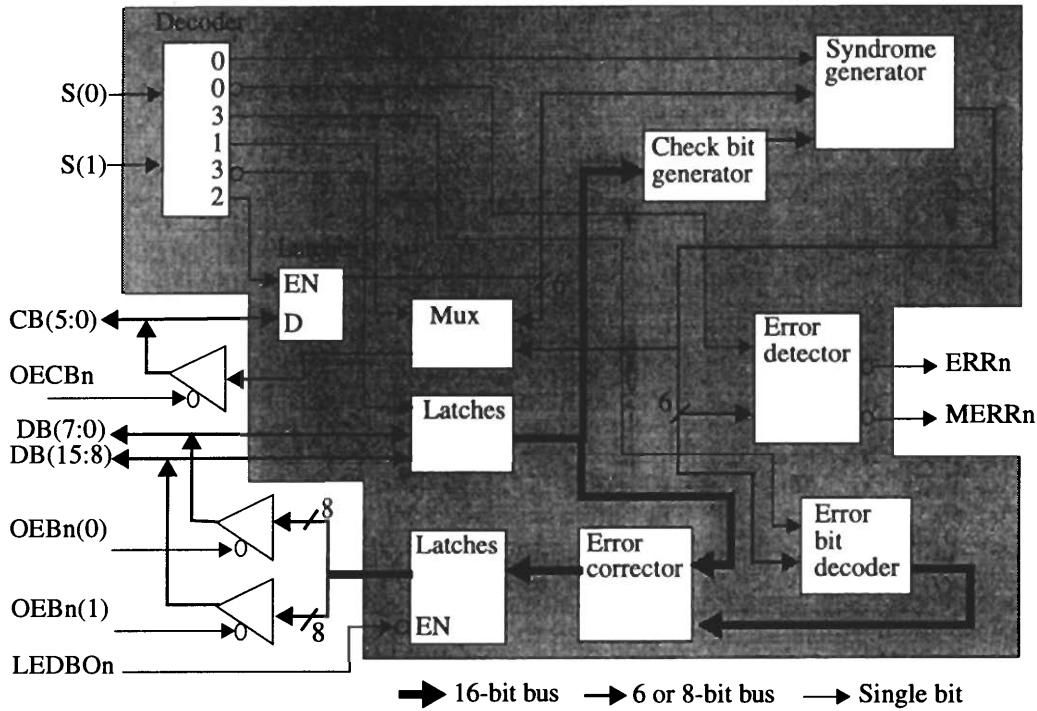 Decoder
0
0
3
1
3
2
S(0)
S(1)
Syndrome
generator
Check bit
generator
EN
D
6
Mux
CB(5:0)
OECBn
DB(7:0)
DB(15:8)
Latches
Error
detector
ERRn
MERRn
6
OEBn(0)
OEBn(1)
LEDBOn
8
8
Latches
EN
Error
corrector
Error
bit
decoder
16-bit bus
6 or 8-bit bus
Single bit